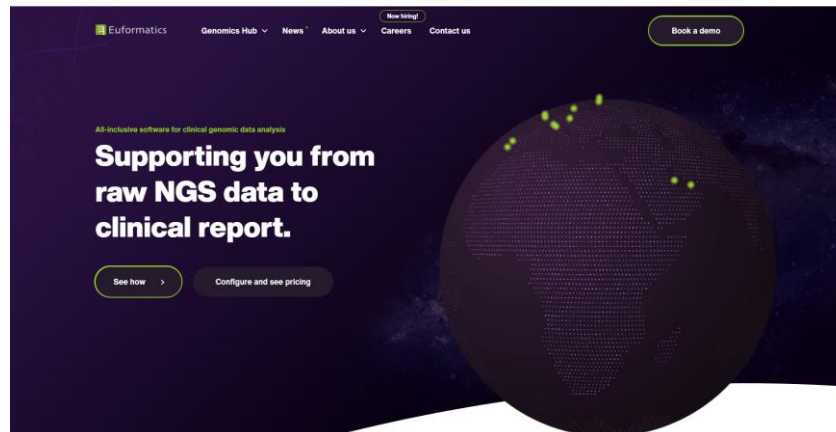 Now hiring!
Euformatics Genomics Hub News About us Careers Contact us Book a demo
All-inclusive software for clinical genomic data analysis
Supporting you from
raw NGS data to
clinical report.
See how Configure and see pricing